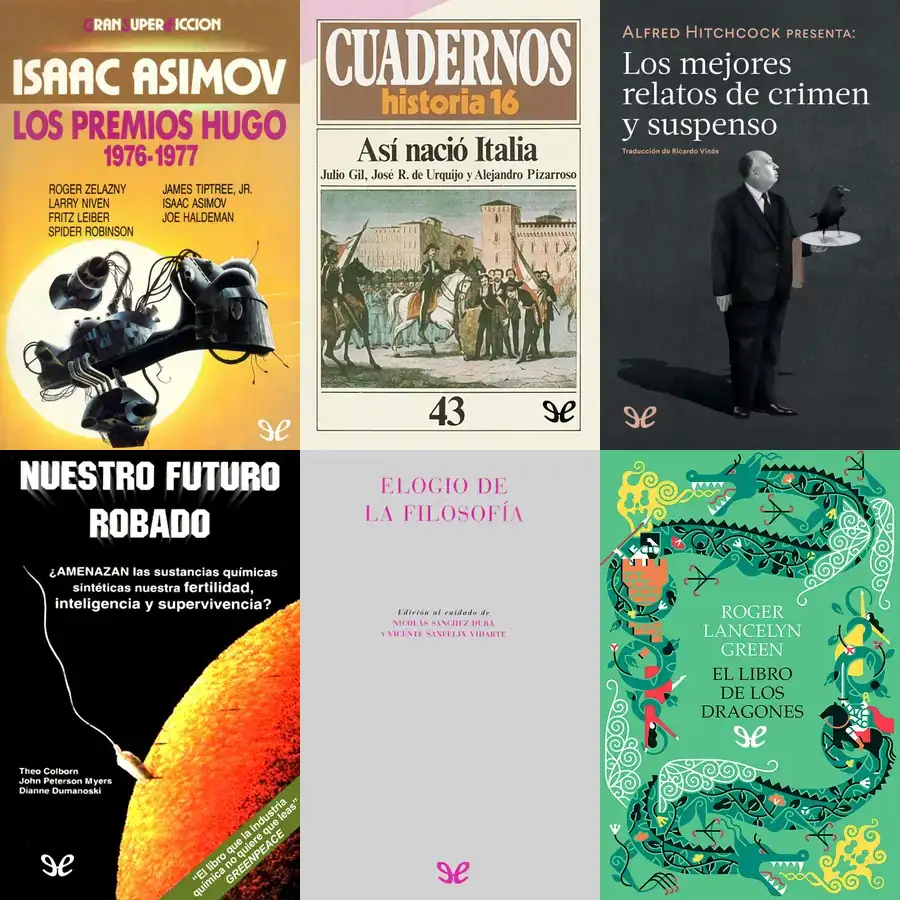 GRAN SUPER FICCION
ISAAC ASIMOV
LOS PREMIOS HUGO
1976-1977
ROGER ZELAZNY
LARRY NIVEN
FRITZ LEIBER
SPIDER ROBINSON
JAMES TIPTREE, JR.
ISAAC ASIMOV
JOE HALDEMAN
CUADERNOS
historia 16
Así nació Italia
Julio Gil, José R. de Urquijo y Alejandro Pizarroso
43
ALFRED HITCHCOCK PRESENTA:
Los mejores
relatos de crimen
y suspenso
Traducción de Ricardo Vinós
NUESTRO FUTURO
ROBADO
¿AMENAZAN las sustancias químicas
sintéticas nuestra fertilidad,
inteligencia y supervivencia?
Theo Colborn
John Peterson Myers
Dianne Dumanoski
"El libro que la industria
química no quiere que leas"
GREENPEACE
ELOGIO DE
LA FILOSOFÍA
Edición al cuidado de
NICOLÁS SÁNCHEZ DURÁ
y VICENTE SANFÉLIX VIDARTE
ROGER
LANCELYN
GREEN
EL LIBRO
DE LOS
DRAGONES